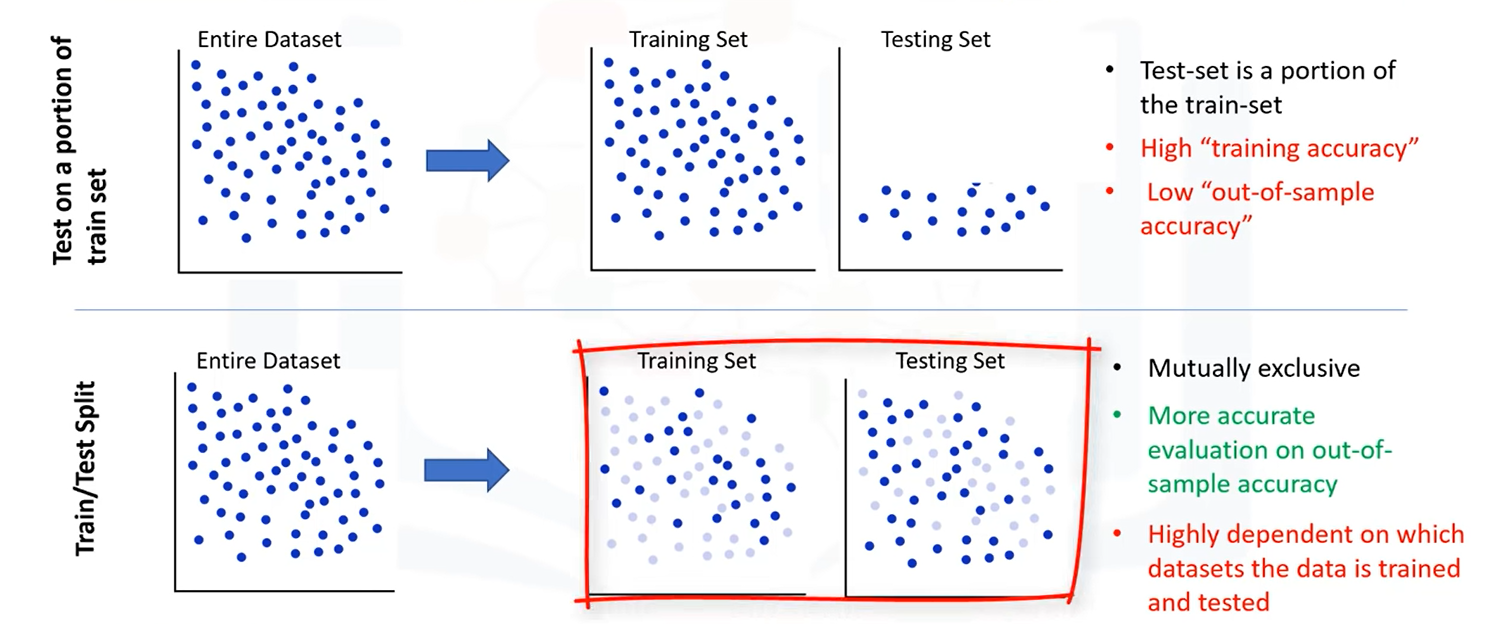 Test on a portion of
train set
Entire Dataset
Training Set
Testing Set
• Test-set is a portion of
the train-set
• High “training accuracy”
• Low “out-of-sample
accuracy”
Train/Test Split
Entire Dataset
Training Set
Testing Set
• Mutually exclusive
• More accurate
evaluation on out-of-
sample accuracy
• Highly dependent on which
datasets the data is trained
and tested